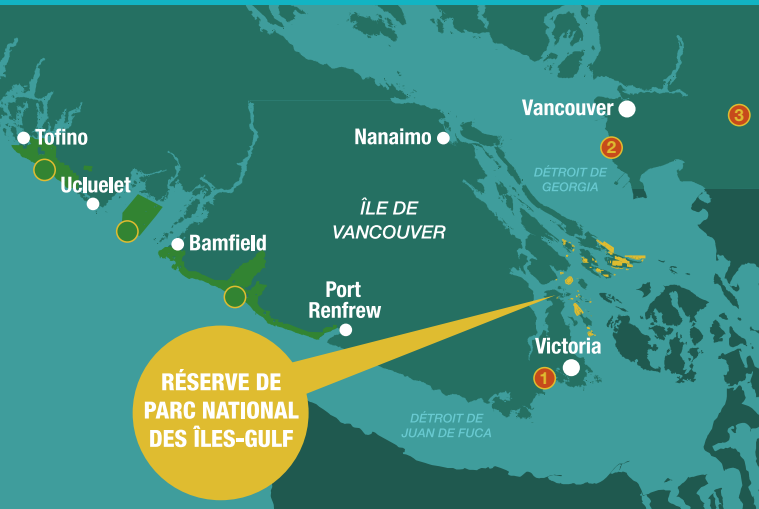 Vancouver
3
2
Tofino
Nanaimo
DÉTROIT DE
GEORGIA
Ucluelet
ÎLE DE
VANCOUVER
Bamfield
Port
Renfrew
Victoria
1
RÉSERVE DE
PARC NATIONAL
DES ÎLES-GULF
DÉTROIT DE
JUAN DE FUCA